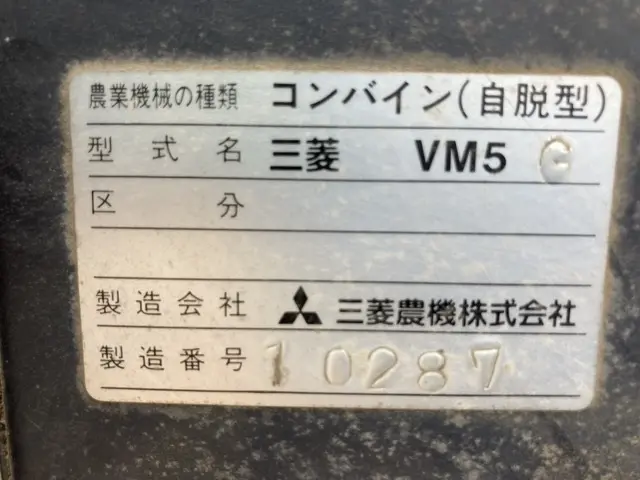 農業機械の種類 コンバイン(自脱型)
型式名 三菱 VM5 G
区分
製造会社 三菱農機株式会社
製造番号 10287